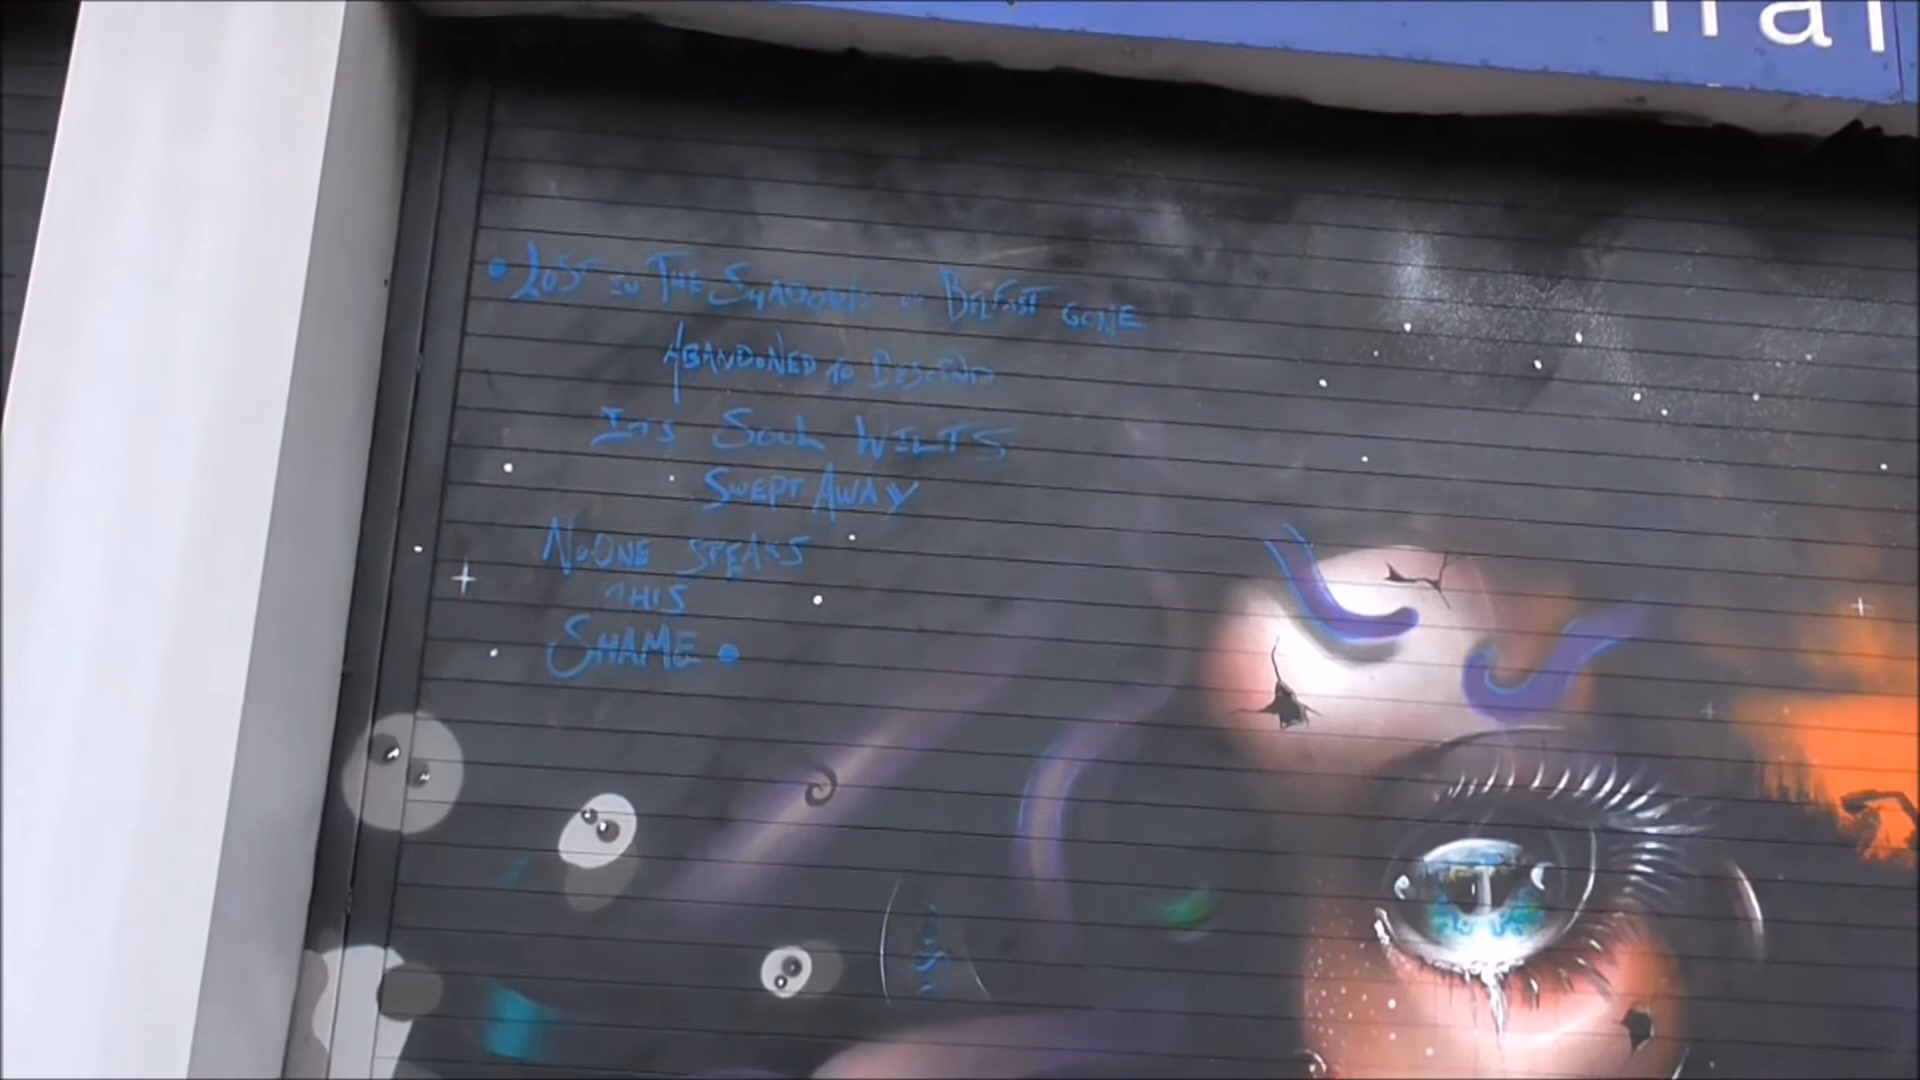 • Lost in The Shadows of Belfast gone
Abandoned to Descend
Its Soul Wilts
Swept Away
No One Speaks
this
Shame •